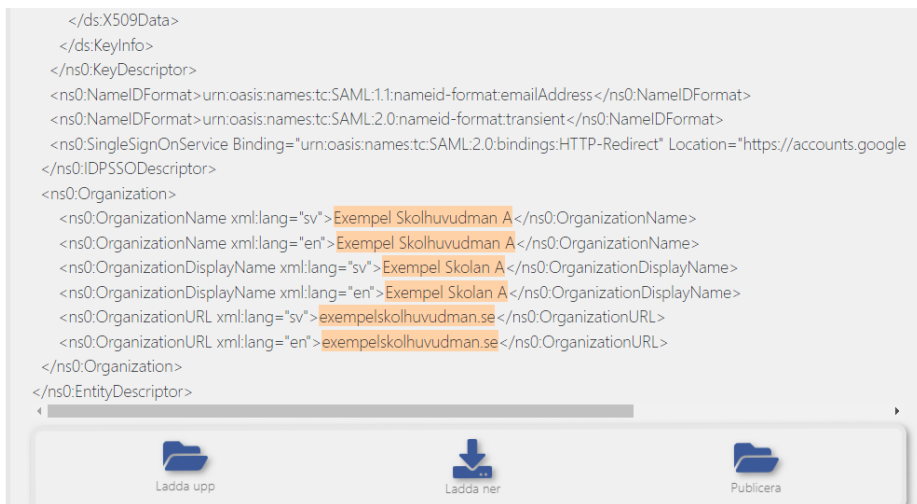 </ds:X509Data>
</ds:KeyInfo>
</ns0:KeyDescriptor>
<ns0:NameIDFormat>urn:oasis:names:tc:SAML:1.1:nameid-format:emailAddress</ns0:NameIDFormat>
<ns0:NameIDFormat>urn:oasis:names:tc:SAML:2.0:nameid-format:transient</ns0:NameIDFormat>
<ns0:SingleSignOnService Binding="urn:oasis:names:tc:SAML:2.0:bindings:HTTP-Redirect" Location="https://accounts.google
</ns0:IDPSSODescriptor>
<ns0:Organization>
<ns0:OrganizationName xml:lang="sv">Exempel Skolhuvudman A</ns0:OrganizationName>
<ns0:OrganizationName xml:lang="en">Exempel Skolhuvudman A</ns0:OrganizationName>
<ns0:OrganizationDisplayName xml:lang="sv">Exempel Skolan A</ns0:OrganizationDisplayName>
<ns0:OrganizationDisplayName xml:lang="en">Exempel Skolan A</ns0:OrganizationDisplayName>
<ns0:OrganizationURL xml:lang="sv">exempelskolhuvudman.se</ns0:OrganizationURL>
<ns0:OrganizationURL xml:lang="en">exempelskolhuvudman.se</ns0:OrganizationURL>
</ns0:Organization>
</ns0:EntityDescriptor>
Ladda upp
Ladda ner
Publicera